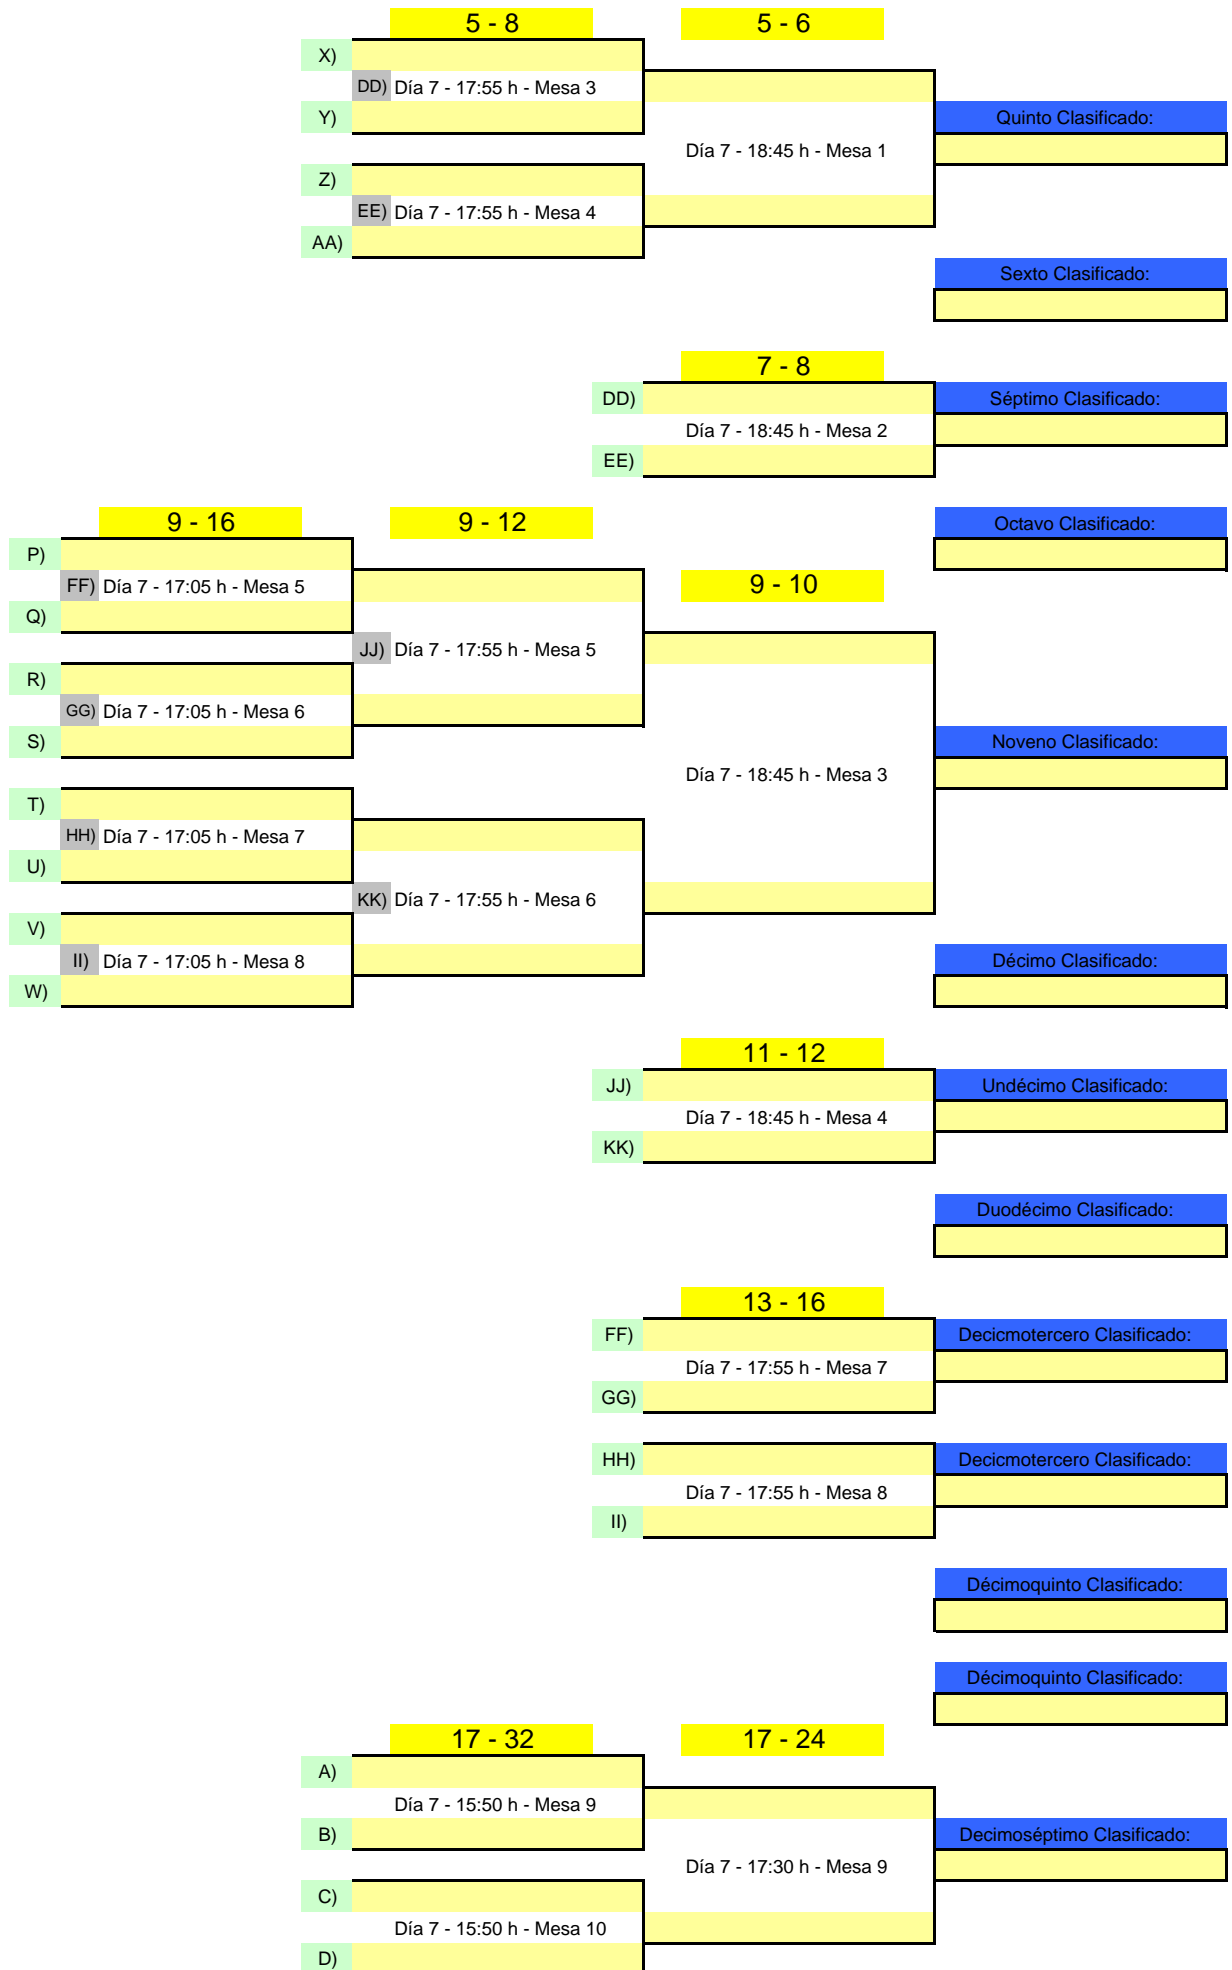 5 - 8 5 - 6
X)
DD) Día 7 - 17:55 h - Mesa 3
Y) Quinto Clasificado:
Día 7 - 18:45 h - Mesa 1
Z)
EE) Día 7 - 17:55 h - Mesa 4
AA)
Sexto Clasificado:
7 - 8
DD) Séptimo Clasificado:
Día 7 - 18:45 h - Mesa 2
EE)
9 - 16 9 - 12 Octavo Clasificado:
P)
FF) Día 7 - 17:05 h - Mesa 5 9 - 10
Q)
JJ) Día 7 - 17:55 h - Mesa 5
R)
GG) Día 7 - 17:05 h - Mesa 6
S) Noveno Clasificado:
Día 7 - 18:45 h - Mesa 3
T)
HH) Día 7 - 17:05 h - Mesa 7
U)
KK) Día 7 - 17:55 h - Mesa 6
V)
II) Día 7 - 17:05 h - Mesa 8 Décimo Clasificado:
W)
11 - 12
JJ) Undécimo Clasificado:
Día 7 - 18:45 h - Mesa 4
KK)
Duodécimo Clasificado:
13 - 16
FF) Decicmotercero Clasificado:
Día 7 - 17:55 h - Mesa 7
GG)
HH) Decicmotercero Clasificado:
Día 7 - 17:55 h - Mesa 8
II)
Décimoquinto Clasificado:
Décimoquinto Clasificado:
17 - 32 17 - 24
A)
Día 7 - 15:50 h - Mesa 9
B) Decimoséptimo Clasificado:
Día 7 - 17:30 h - Mesa 9
C)
Día 7 - 15:50 h - Mesa 10
D)